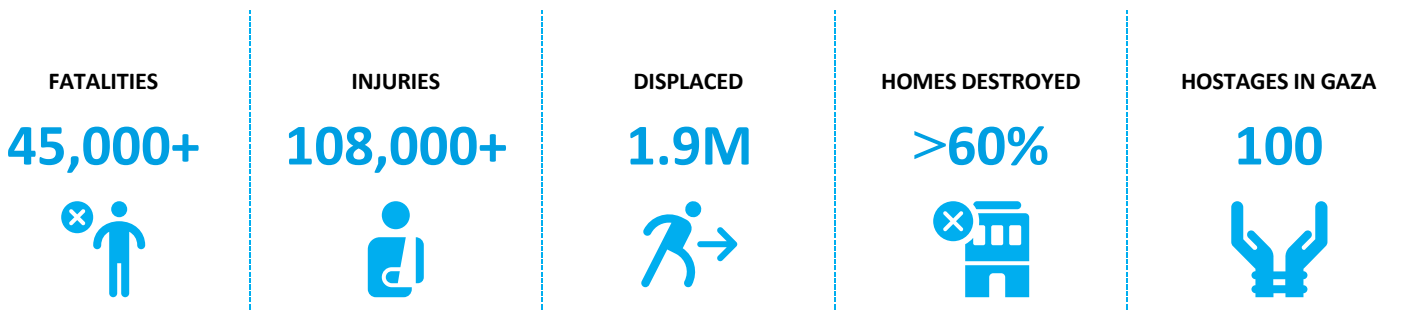 FATALITIES
45,000+
INJURIES
108,000+
DISPLACED
1.9M
HOMES DESTROYED
>60%
HOSTAGES IN GAZA
100